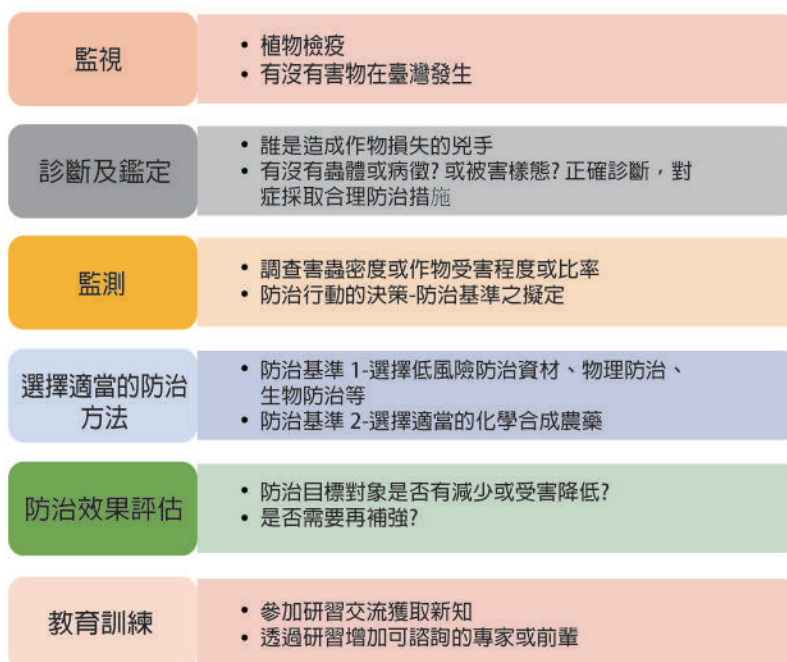 監視
• 植物檢疫
• 有沒有害物在臺灣發生
診斷及鑑定
• 誰是造成作物損失的兇手
• 有沒有蟲體或病徵? 或被害樣態? 正確診斷，對
症採取合理防治措施
監測
• 調查害蟲密度或作物受害程度或比率
• 防治行動的決策-防治基準之擬定
選擇適當的防治
方法
• 防治基準 1-選擇低風險防治資材、物理防治、
生物防治等
• 防治基準 2-選擇適當的化學合成農藥
防治效果評估
• 防治目標對象是否有減少或受害降低?
• 是否需要再補強?
教育訓練
• 參加研習交流獲取新知
• 透過研習增加可諮詢的專家或前輩